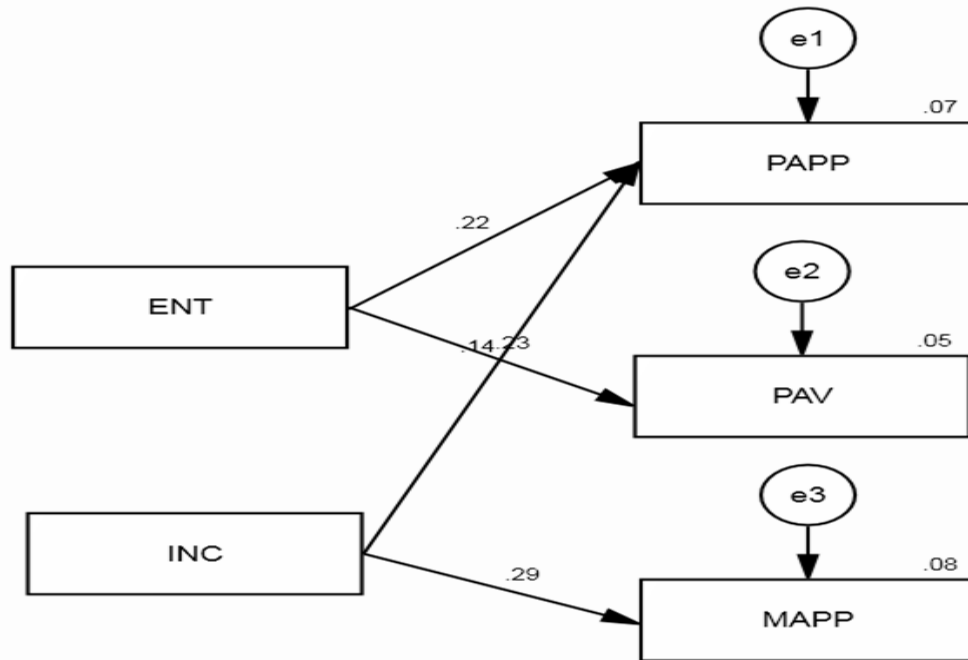 e1
.07
PAPP
.22
e2
ENT
.14
.23
.05
PAV
e3
INC
.29
.08
MAPP